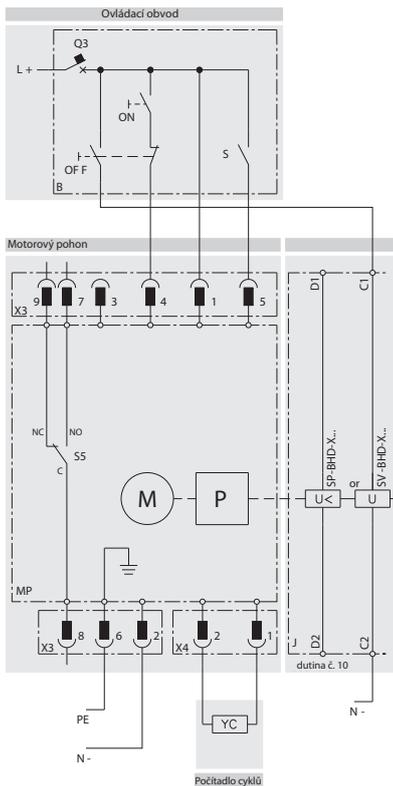 Ovládací obvod
Q3
L +
ON
OF F
S
B
Motorový pohon
X3
9
7
3
4
1
5
D1
C1
NC
NO
S5
C
SP-BHD-X...
SV -BHD-X...
M
P
U<
or
U
MP
X3
8
6
2
X4
2
1
J
D2
C2
dutina č. 10
PE
N -
N -
YC
Počítadlo cyklů